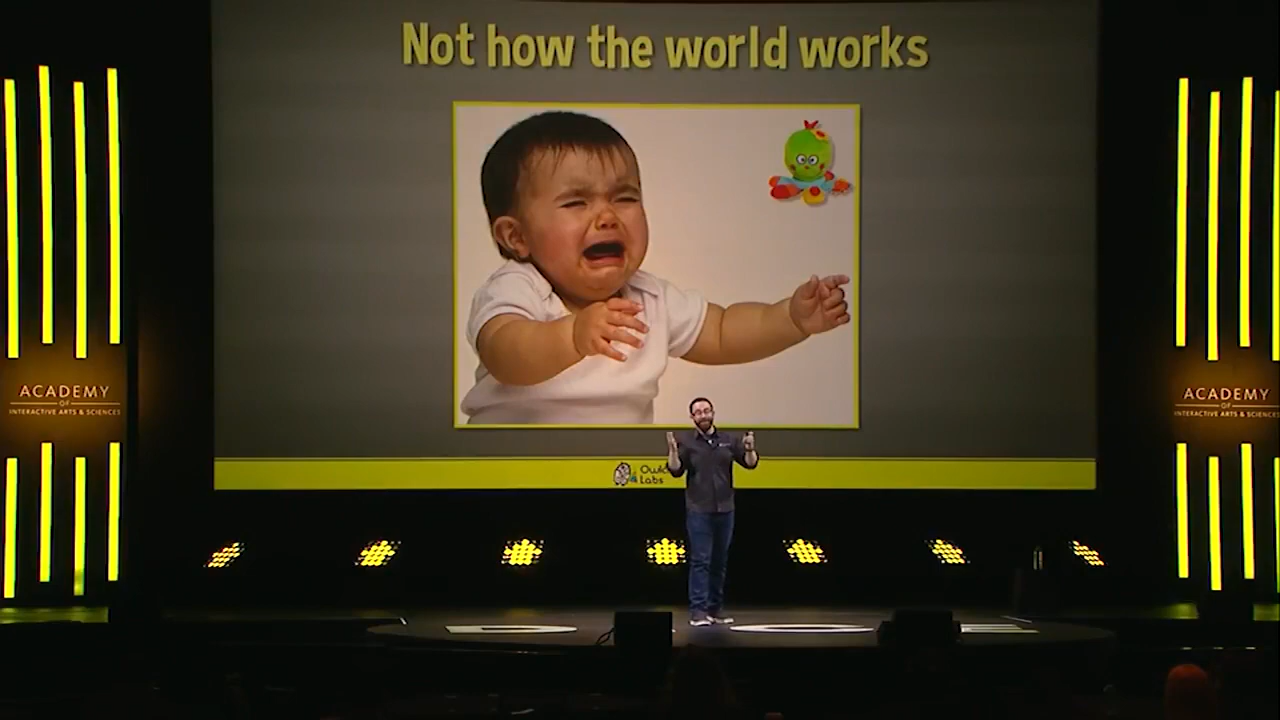 Not how the world works
ACADEMY
OF
INTERACTIVE ARTS & SCIENCES
ACADEMY
OF
INTERACTIVE ARTS & SCIENCES
Labs